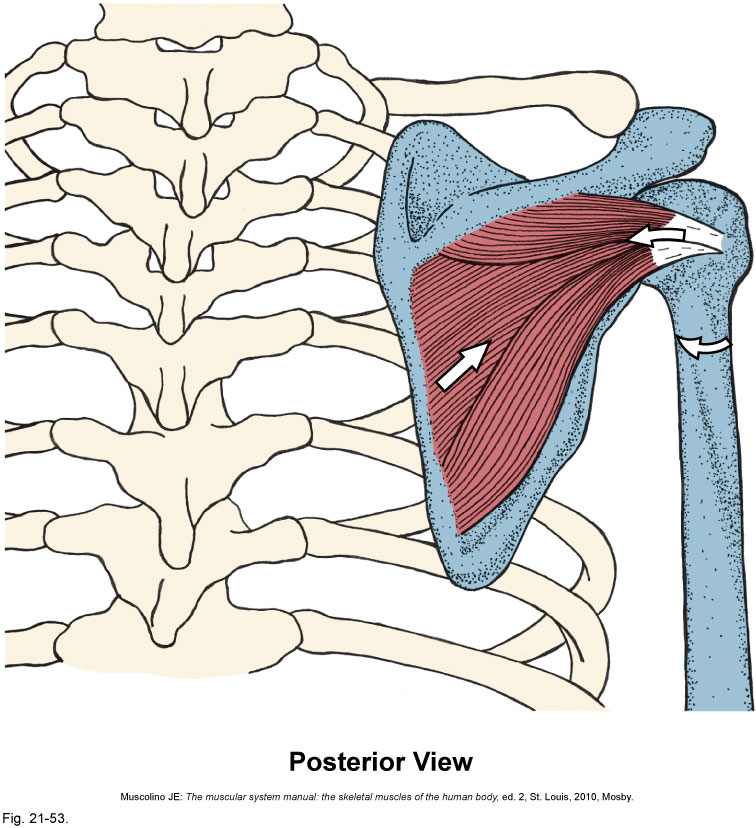 Posterior View
Muscolino JE: The muscular system manual: the skeletal muscles of the human body, ed. 2, St. Louis, 2010, Mosby.
Fig. 21-53.